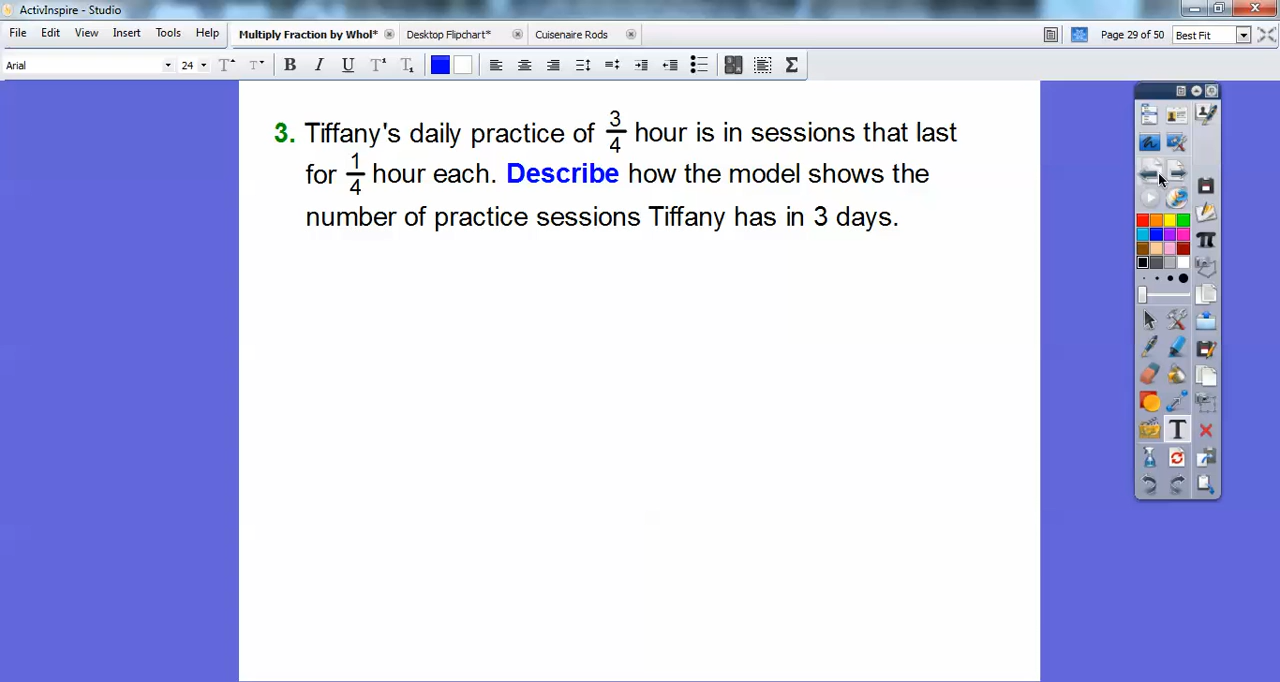 ActivInspire - Studio
File Edit View Insert Tools Help
Multiply Fraction by Whol* Desktop Flipchart* Cuisenaire Rods Page 29 of 50 Best Fit
Arial 24 T T B I U T¹ T₁ Σ
3. Tiffany's daily practice of 3/4 hour is in sessions that last
for 1/4 hour each. Describe how the model shows the
number of practice sessions Tiffany has in 3 days.
π
T